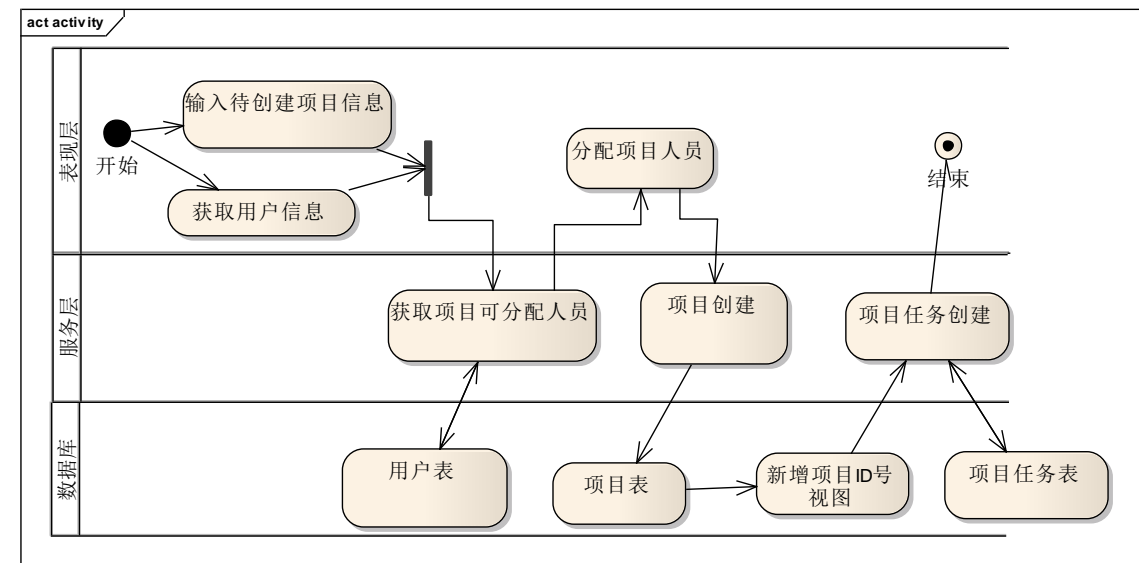 act activity
表现层
输入待创建项目信息
开始
获取用户信息
分配项目人员
结束
服务层
获取项目可分配人员
项目创建
项目任务创建
数据库
用户表
项目表
新增项目ID号
视图
项目任务表